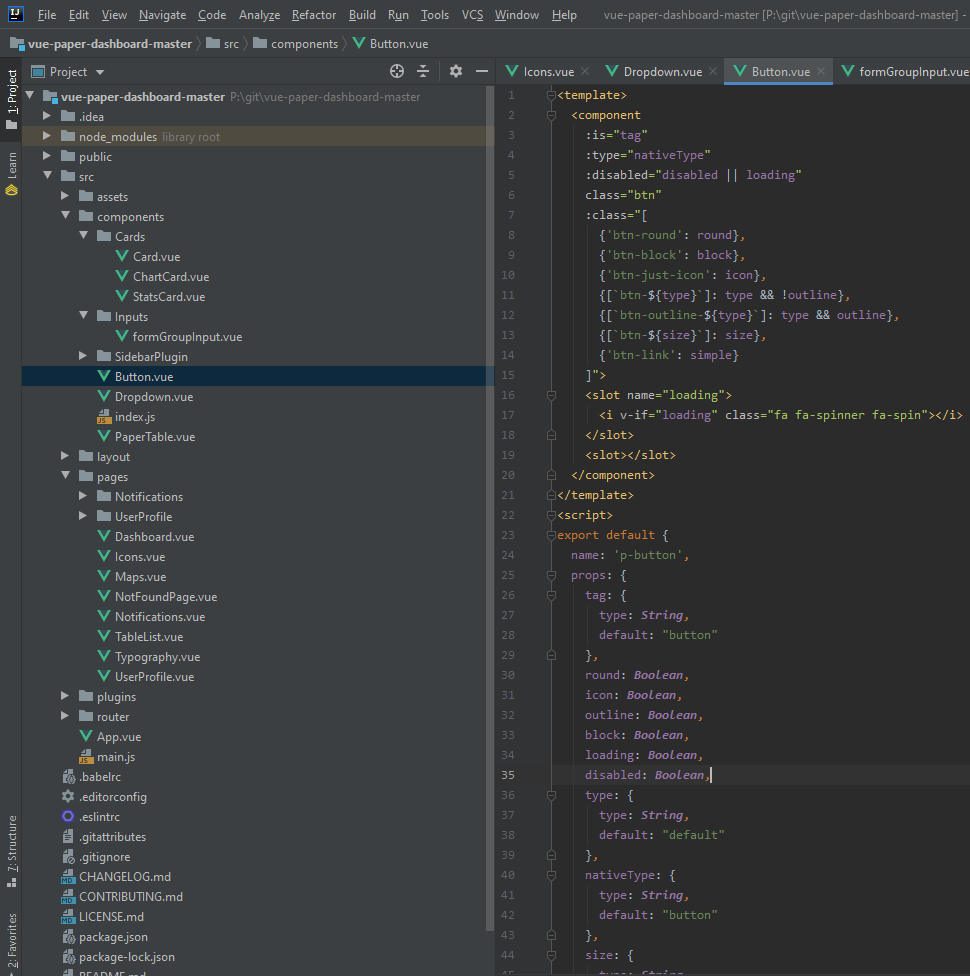 IJ File Edit View Navigate Code Analyze Refactor Build Run Tools VCS Window Help vue-paper-dashboard-master [P:\git\vue-paper-dashboard-master] -
vue-paper-dashboard-master src components Button.vue
Project
Icons.vue Dropdown.vue Button.vue formGroupInput.vue
1: Project
Learn
7: Structure
2: Favorites
vue-paper-dashboard-master P:\git\vue-paper-dashboard-master
.idea
node_modules library root
public
src
assets
components
Cards
Card.vue
ChartCard.vue
StatsCard.vue
Inputs
formGroupInput.vue
SidebarPlugin
Button.vue
Dropdown.vue
index.js
PaperTable.vue
layout
pages
Notifications
UserProfile
Dashboard.vue
Icons.vue
Maps.vue
NotFoundPage.vue
Notifications.vue
TableList.vue
Typography.vue
UserProfile.vue
plugins
router
App.vue
main.js
.babelrc
.editorconfig
.eslintrc
.gitattributes
.gitignore
CHANGELOG.md
CONTRIBUTING.md
LICENSE.md
package.json
package-lock.json
README.md
1 <template>
2 <component
3 :is="tag"
4 :type="nativeType"
5 :disabled="disabled || loading"
6 class="btn"
7 :class="[
8 {'btn-round': round},
9 {'btn-block': block},
10 {'btn-just-icon': icon},
11 {[`btn-${type}`]: type && !outline},
12 {[`btn-outline-${type}`]: type && outline},
13 {[`btn-${size}`]: size},
14 {'btn-link': simple}
15 ]">
16 <slot name="loading">
17 <i v-if="loading" class="fa fa-spinner fa-spin"></i>
18 </slot>
19 <slot></slot>
20 </component>
21 </template>
22 <script>
23 export default {
24 name: 'p-button',
25 props: {
26 tag: {
27 type: String,
28 default: "button"
29 },
30 round: Boolean,
31 icon: Boolean,
32 outline: Boolean,
33 block: Boolean,
34 loading: Boolean,
35 disabled: Boolean,
36 type: {
37 type: String,
38 default: "default"
39 },
40 nativeType: {
41 type: String,
42 default: "button"
43 },
44 size: {
45 type: String,